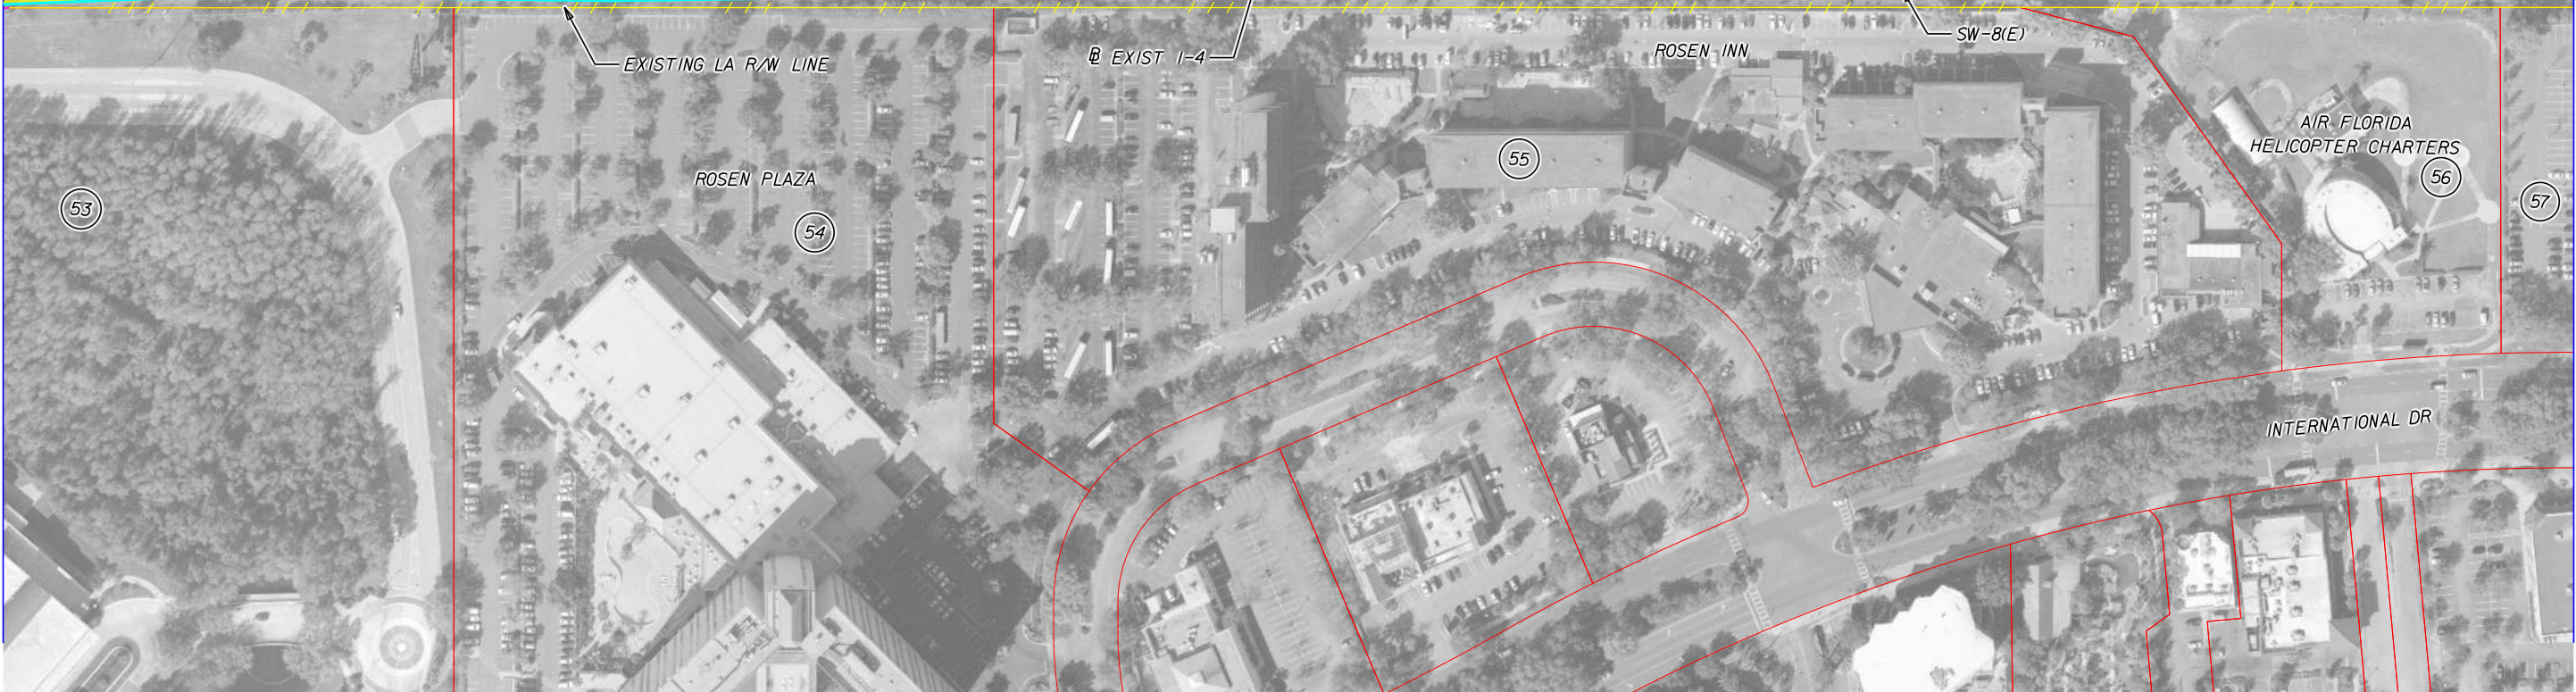 EXISTING LA R/W LINE
℄ EXIST I-4
ROSEN INN
SW-8(E)
AIR FLORIDA
HELICOPTER CHARTERS
ROSEN PLAZA
53
54
55
56
57
INTERNATIONAL DR